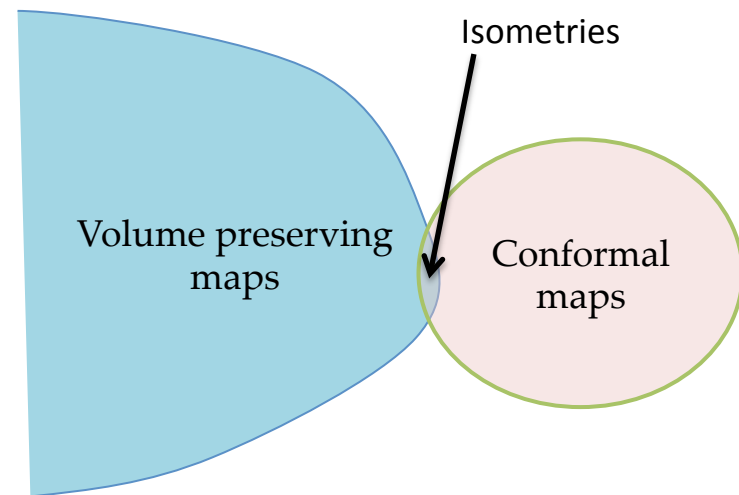 Isometries
Volume preserving
maps
Conformal
maps